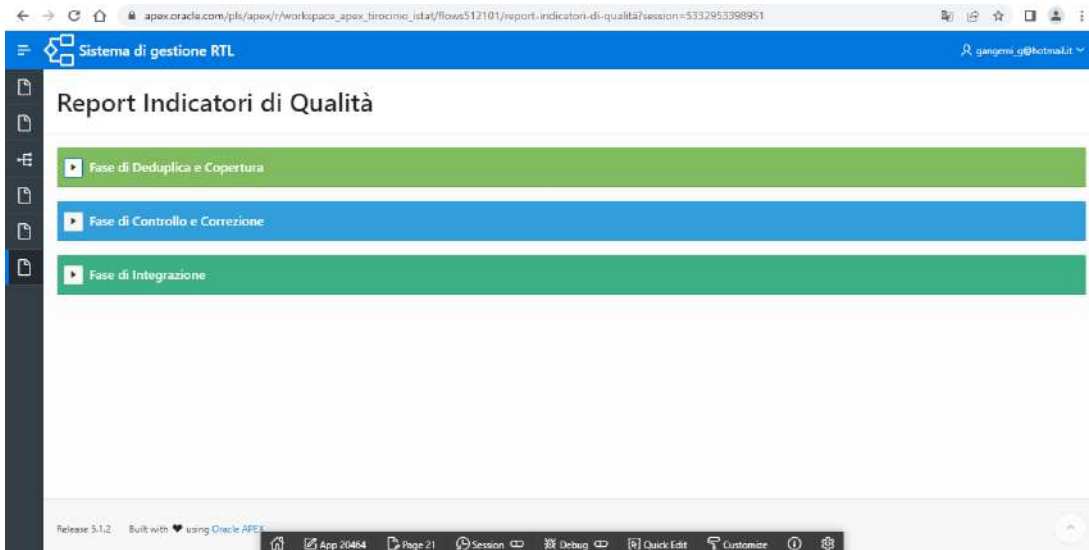 apex.oracle.com/pls/apex/r/workspace_apex_tirocinio_istat/flows512101/report-indicatori-di-qualità?session=5332953398951
Sistema di gestione RTL
gangemi_g@hotmail.it
Report Indicatori di Qualità
Fase di Deduplica e Copertura
Fase di Controllo e Correzione
Fase di Integrazione
Release 5.1.2 Built with ♥ using Oracle APEX
App 20464 Page 21 Session Debug Quick Edit Customize